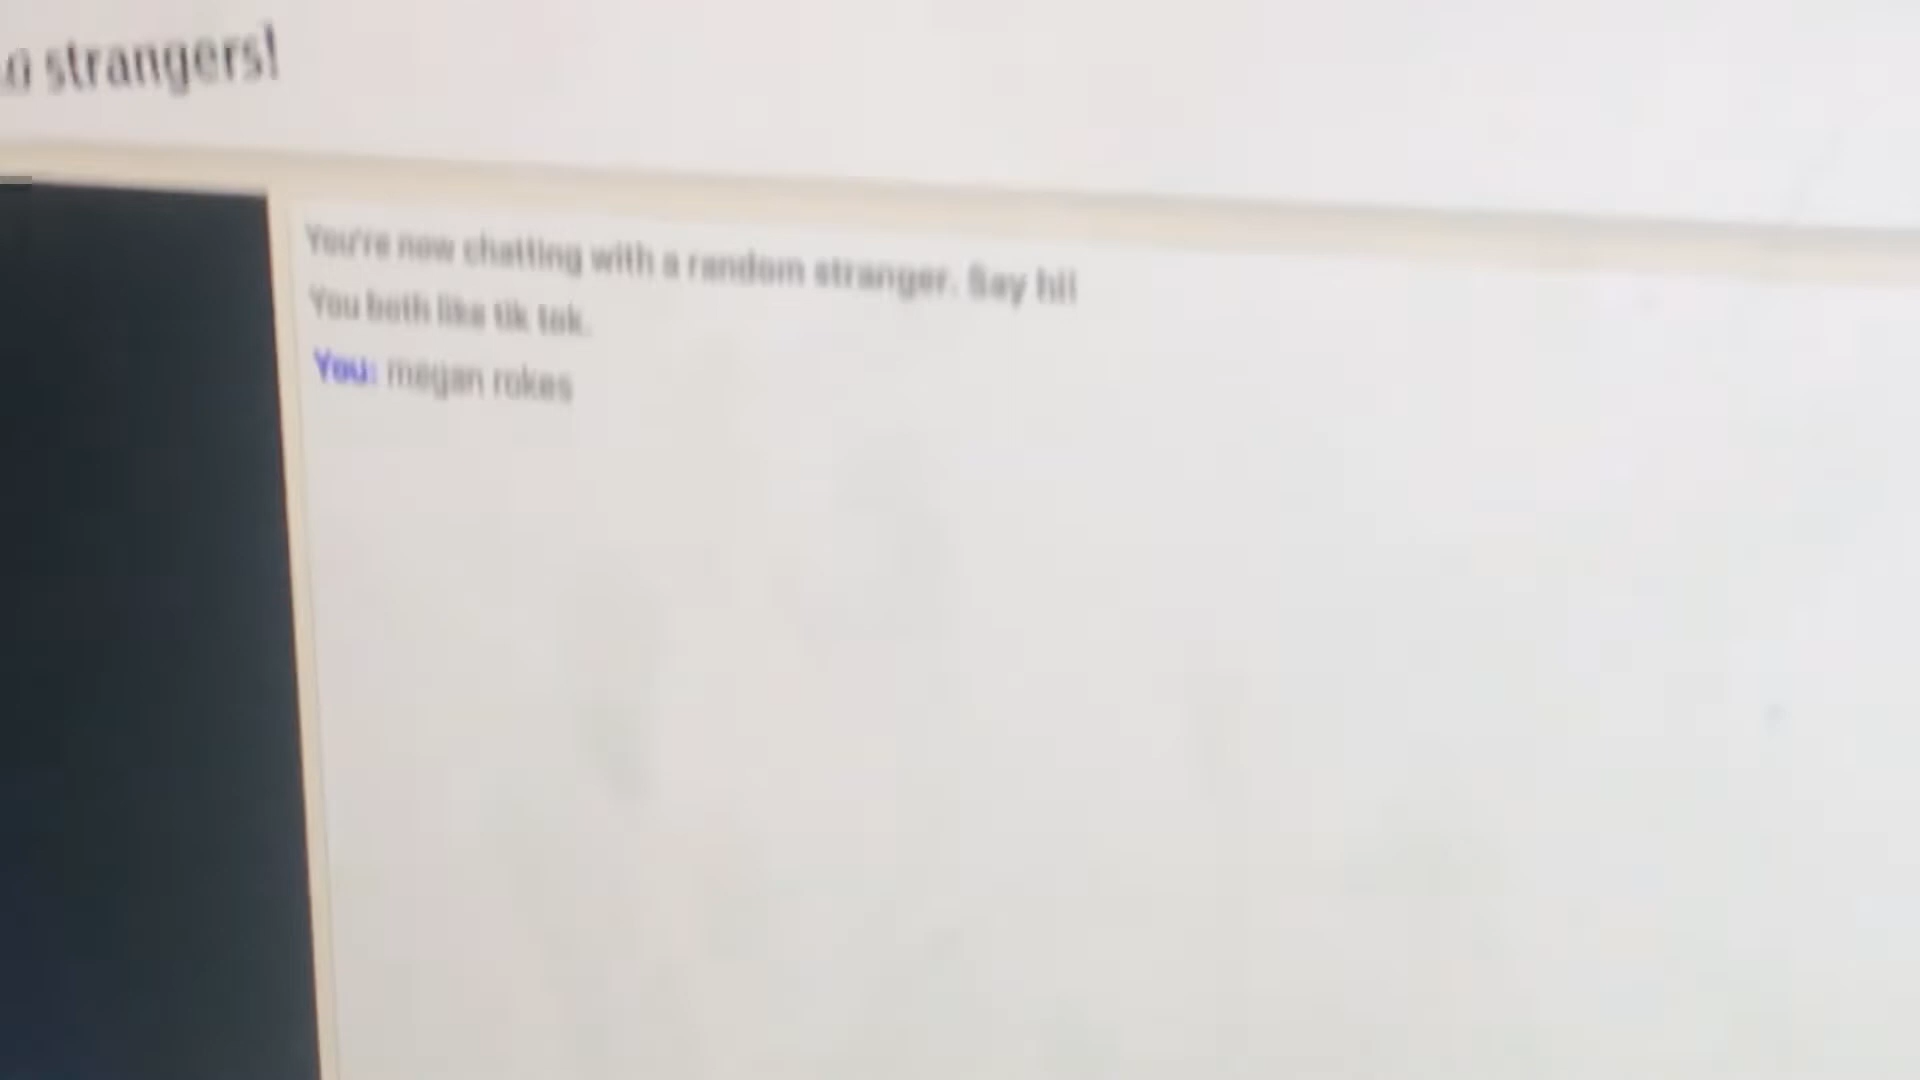 strangers!
You're now chatting with a random stranger. Say hi!
You both like tik tok.
You: megan rokes